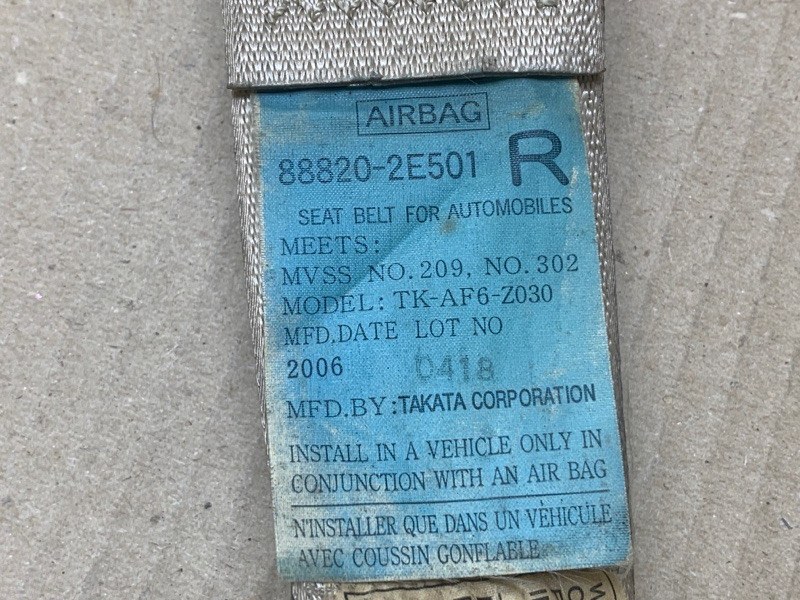 AIRBAG
88820-2E501 R
SEAT BELT FOR AUTOMOBILES
MEETS:
MVSS NO.209, NO.302
MODEL: TK-AF6-Z030
MFD.DATE LOT NO
2006 0418
MFD.BY:TAKATA CORPORATION
INSTALL IN A VEHICLE ONLY IN
CONJUNCTION WITH AN AIR BAG
N'INSTALLER QUE DANS UN VÈHICULE
AVEC COUSSIN GONFLABLE